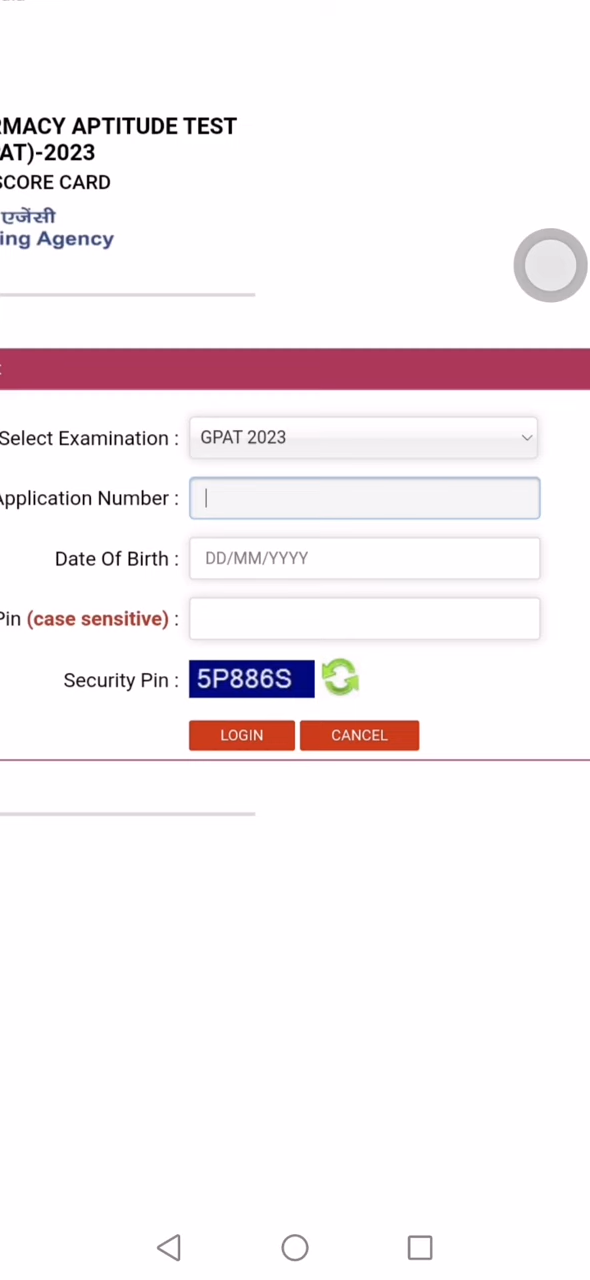 RMACY APTITUDE TEST
AT)-2023
SCORE CARD
एजेंसी
ing Agency
Select Examination : GPAT 2023
Application Number :
Date Of Birth : DD/MM/YYYY
Pin (case sensitive) :
Security Pin : 5P886S
LOGIN CANCEL